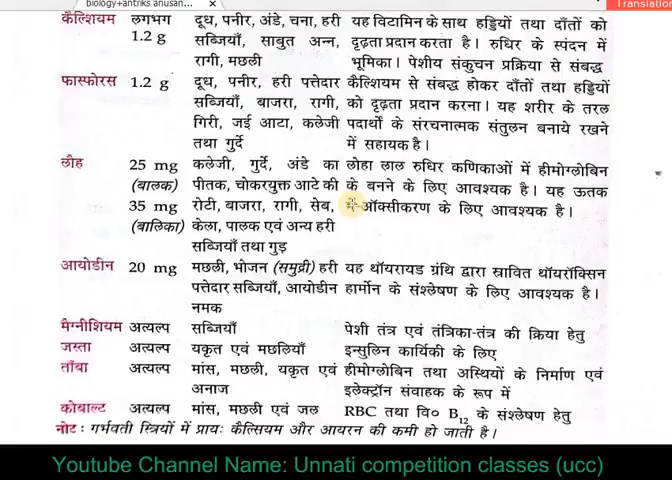 biology+antriks anusan...
Translation
कैल्शियम लगभग दूध, पनीर, अंडे, चना, हरी यह विटामिन के साथ हड्डियों तथा दाँतों को
1.2 g सब्जियाँ, साबुत अन्न, दृढ़ता प्रदान करता है। रुधिर के स्पंदन में
रागी, मछली भूमिका। पेशीय संकुचन प्रक्रिया से संबद्ध
फास्फोरस 1.2 g दूध, पनीर, हरी पत्तेदार कैल्शियम से संबद्ध होकर दाँतों तथा हड्डियों
सब्जियाँ, बाजरा, रागी, को दृढ़ता प्रदान करना। यह शरीर के तरल
गिरी, जई आटा, कलेजी पदार्थों के संरचनात्मक संतुलन बनाये रखने
तथा गुर्दे में सहायक है।
लौह 25 mg कलेजी, गुर्दे, अंडे का लोहा लाल रुधिर कणिकाओं में हीमोग्लोबिन
(बालक) पीतक, चोकरयुक्त आटे की के बनने के लिए आवश्यक है। यह ऊतक
35 mg रोटी, बाजरा, रागी, सेब, ऑक्सीकरण के लिए आवश्यक है।
(बालिका) केला, पालक एवं अन्य हरी
सब्जियाँ तथा गुड़
आयोडीन 20 mg मछली, भोजन (समुद्री) हरी यह थॉयरायड ग्रंथि द्वारा स्रावित थॉयरॉक्सिन
पत्तेदार सब्जियाँ, आयोडीन हार्मोन के संश्लेषण के लिए आवश्यक है।
नमक
मैग्नीशियम अत्यल्प सब्जियाँ पेशी तंत्र एवं तंत्रिका-तंत्र की क्रिया हेतु
जस्ता अत्यल्प यकृत एवं मछलियाँ इन्सुलिन कार्यिकी के लिए
ताँबा अत्यल्प मांस, मछली, यकृत एवं हीमोग्लोबिन तथा अस्थियों के निर्माण एवं
अनाज इलेक्ट्रॉन संवाहक के रूप में
कोबाल्ट अत्यल्प मांस, मछली एवं जल RBC तथा वि० B12 के संश्लेषण हेतु
नोट : गर्भवती स्त्रियों में प्रायः कैल्सियम और आयरन की कमी हो जाती है।
Youtube Channel Name: Unnati competition classes (ucc)